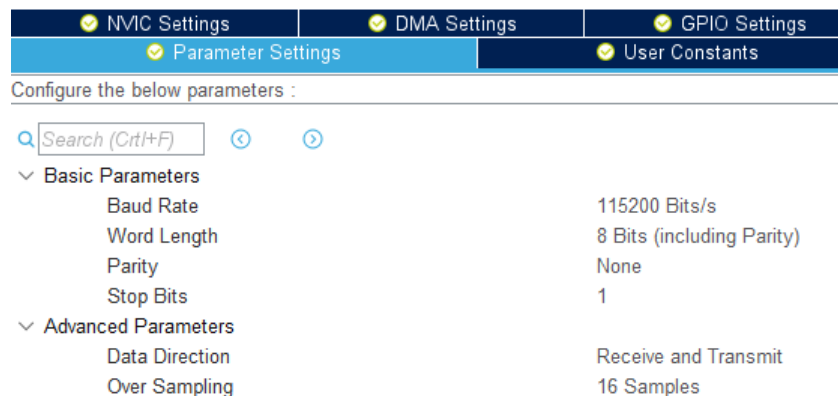 NVIC Settings DMA Settings GPIO Settings
Parameter Settings User Constants
Configure the below parameters :
Search (Crtl+F)
Basic Parameters
Baud Rate 115200 Bits/s
Word Length 8 Bits (including Parity)
Parity None
Stop Bits 1
Advanced Parameters
Data Direction Receive and Transmit
Over Sampling 16 Samples